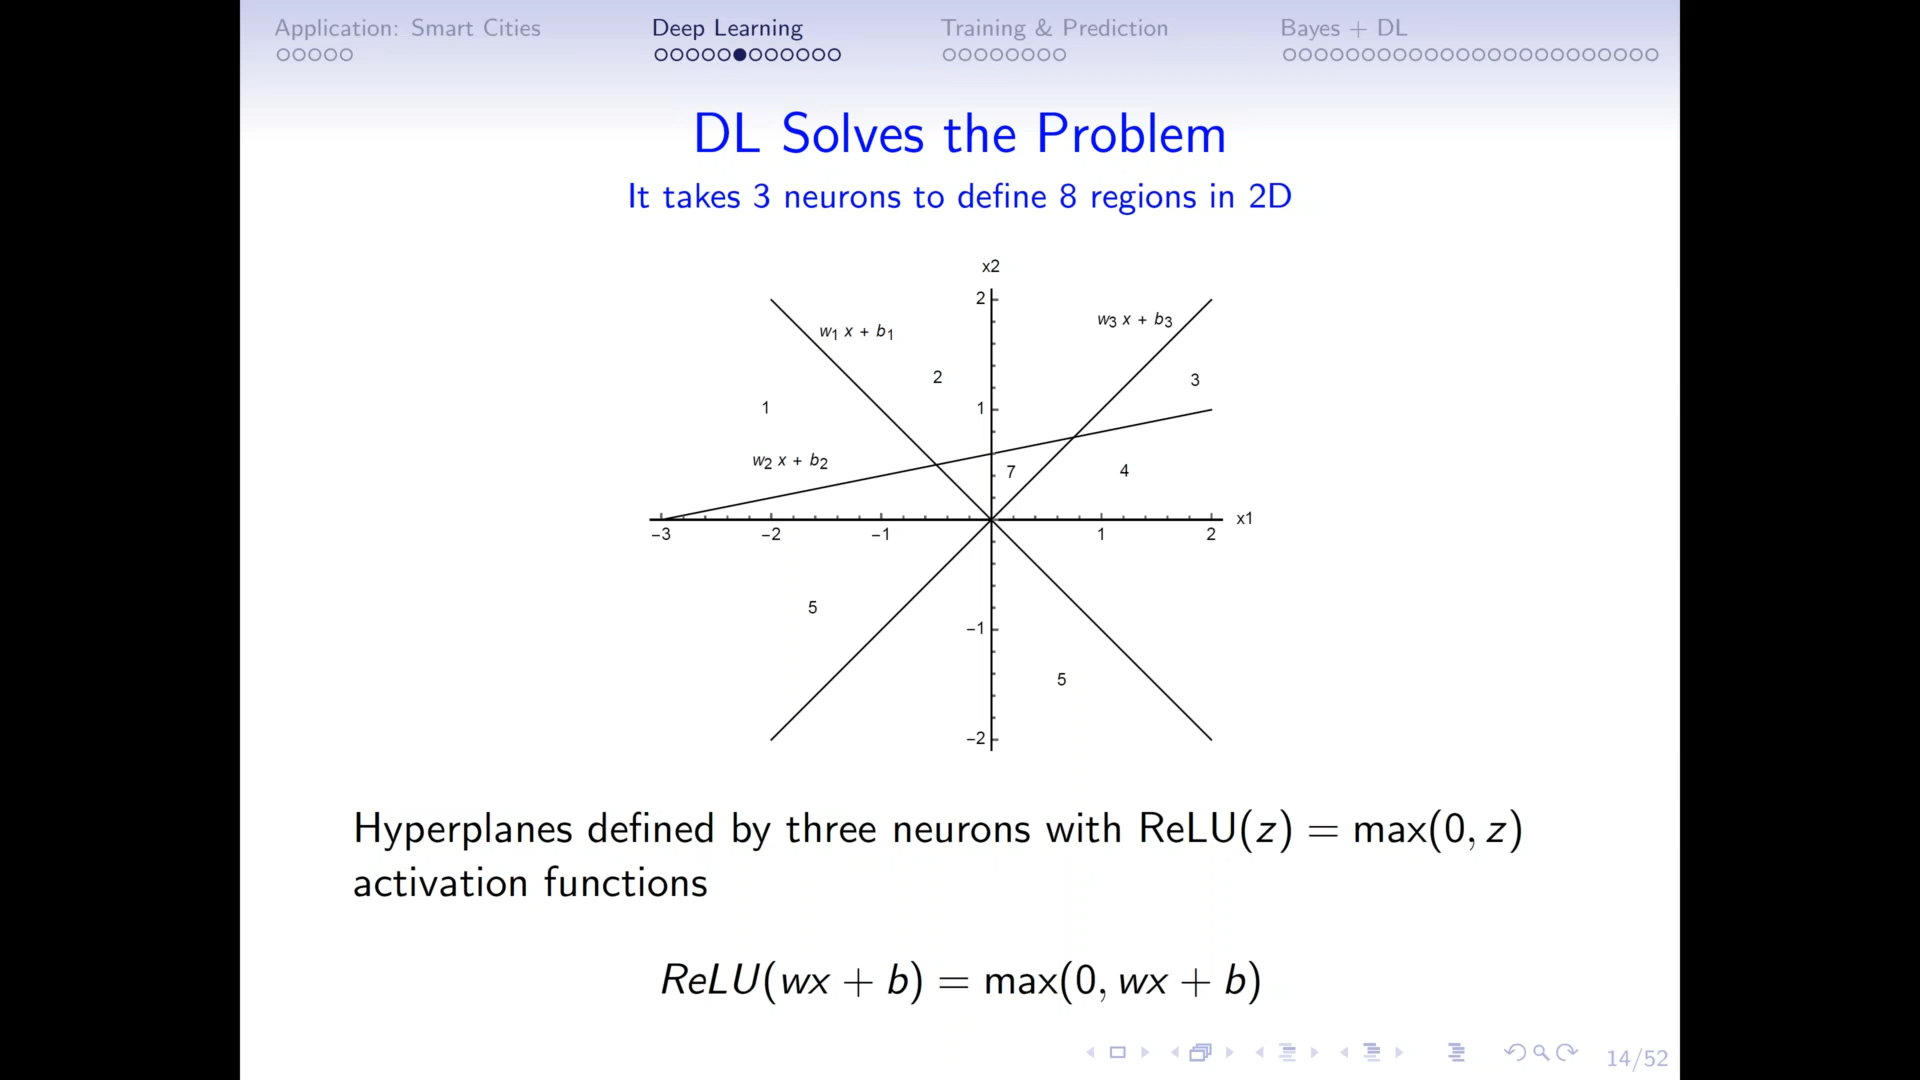 Application: Smart Cities
Deep Learning
Training & Prediction
Bayes + DL
DL Solves the Problem
It takes 3 neurons to define 8 regions in 2D
x2
2
w1 x + b1
w3 x + b3
2
3
1
1
w2 x + b2
7
4
x1
−3 −2 −1 1 2
5
−1
5
−2
Hyperplanes defined by three neurons with ReLU(z) = max(0, z)
activation functions
ReLU(wx + b) = max(0, wx + b)
14/52